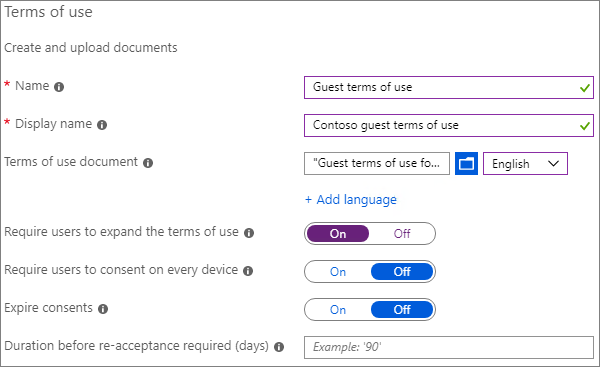 Terms of use
Create and upload documents
* Name
Guest terms of use
* Display name
Contoso guest terms of use
Terms of use document
"Guest terms of use fo...
English
+ Add language
Require users to expand the terms of use
On Off
Require users to consent on every device
On Off
Expire consents
On Off
Duration before re-acceptance required (days)
Example: '90'